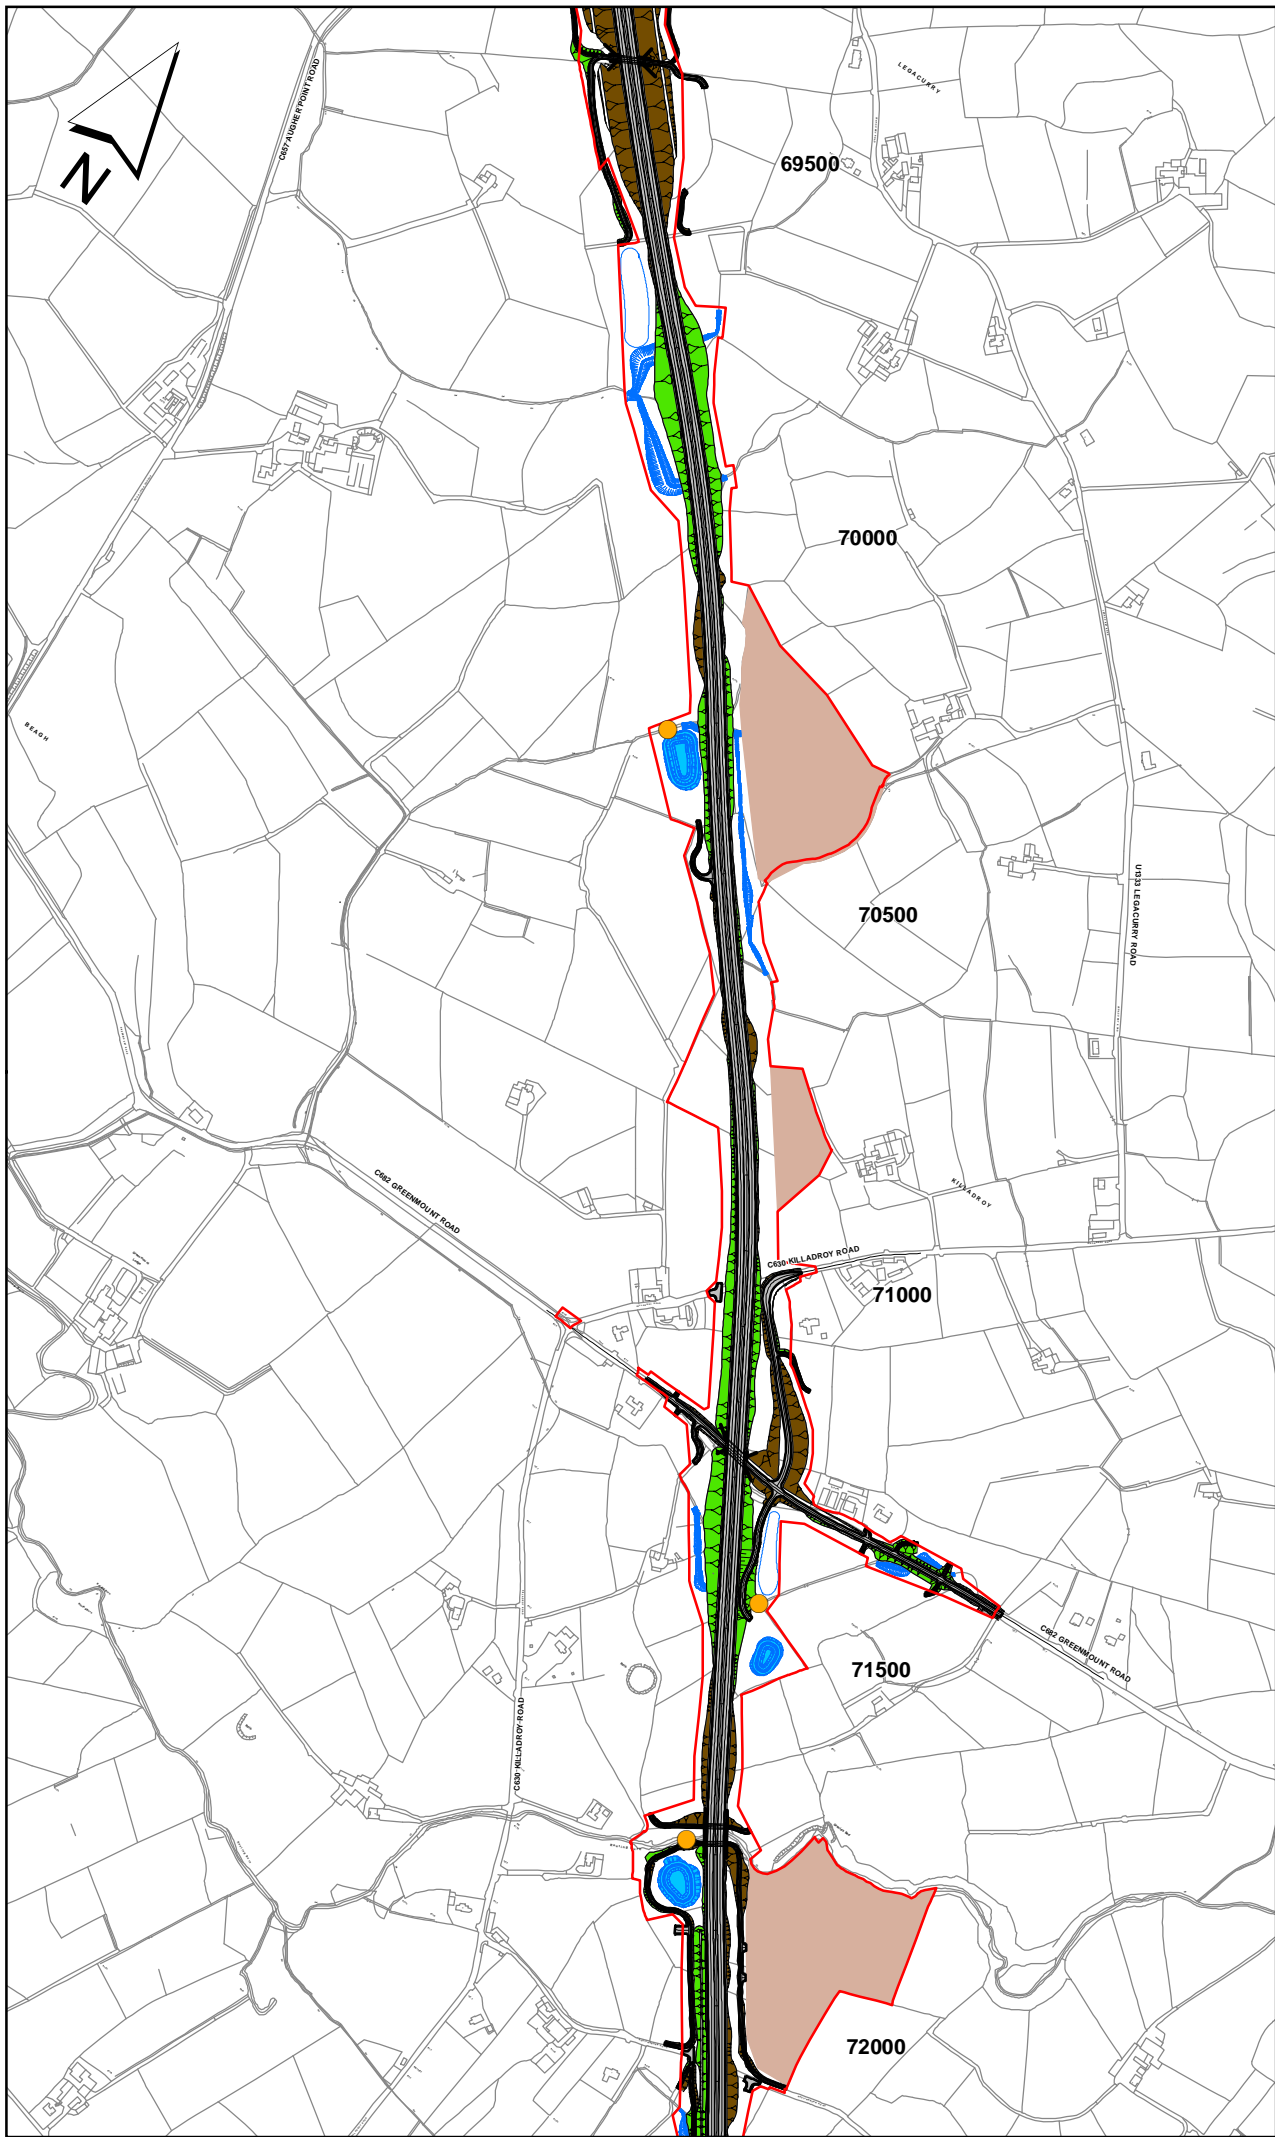 LEGACURRY
C657 AUGHER POINT ROAD
69500
N
70000
BEAGH
U1333 LEGACURRY ROAD
70500
C682 GREENMOUNT ROAD
KILLADROY
C630 KILLADROY ROAD
71000
C682 GREENMOUNT ROAD
71500
C630 KILLADROY ROAD
72000